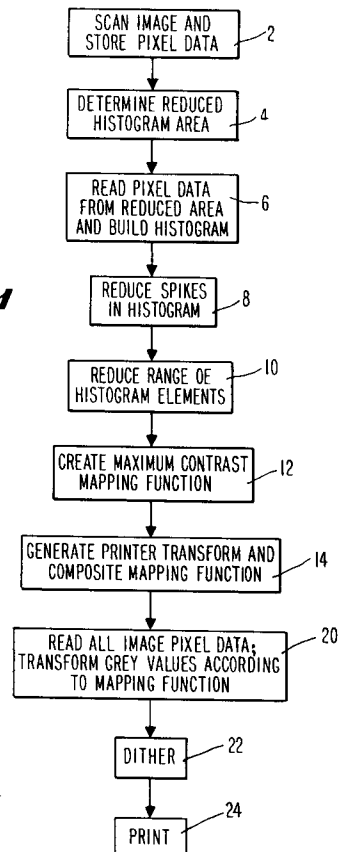 SCAN IMAGE AND
STORE PIXEL DATA
2
DETERMINE REDUCED
HISTOGRAM AREA
4
READ PIXEL DATA
FROM REDUCED AREA
AND BUILD HISTOGRAM
6
REDUCE SPIKES
IN HISTOGRAM
8
REDUCE RANGE OE
HISTOGRAM ELEMENTS
10
CREATE MAXIMUM CONTRAST
MAPPING FUNCTION
12
GENERATE PRINTER TRANSFORM AND
COMPOSITE MAPPING FUNCTION
14
READ ALL IMAGE PIXEL DATA;
TRANSFORM GREY VALUES ACCORDING
TO MAPPING FUNCTION
20
DITHER
22
PRINT
24